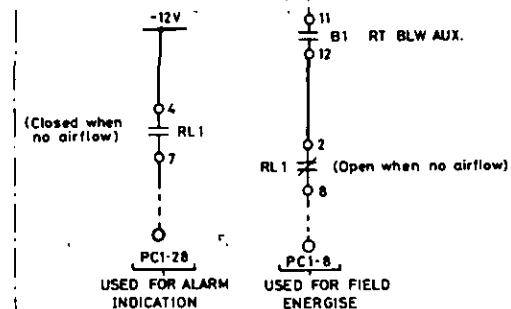 -12V
4
(Closed when
no airflow)
RL1
7
PC1-28
USED FOR ALARM
INDICATION
11
B1 RT BLW AUX.
12
2
RL1 (Open when no airflow)
8
PC1-8
USED FOR FIELD
ENERGISE